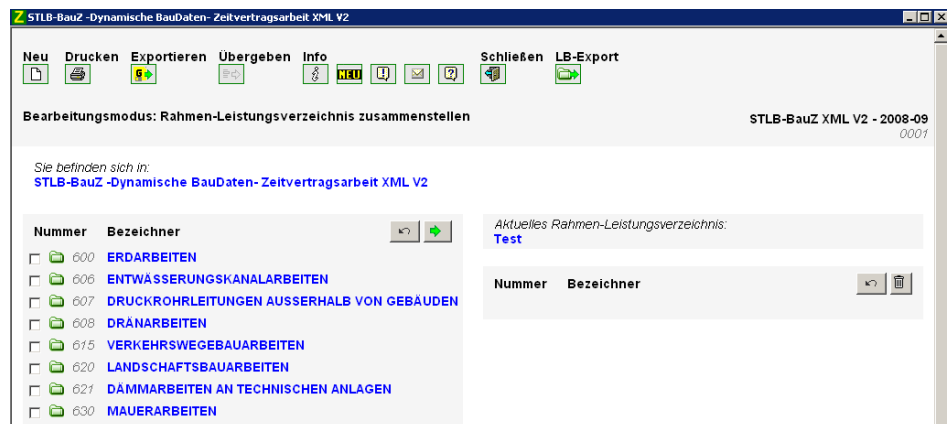 Z STLB-BauZ -Dynamische BauDaten- Zeitvertragsarbeit XML V2
Neu Drucken Exportieren Übergeben Info Schließen LB-Export
G NEU ! ?
Bearbeitungsmodus: Rahmen-Leistungsverzeichnis zusammenstellen
STLB-BauZ XML V2 - 2008-09
0001
Sie befinden sich in:
STLB-BauZ -Dynamische BauDaten- Zeitvertragsarbeit XML V2
Nummer Bezeichner
600 ERDARBEITEN
606 ENTWÄSSERUNGSKANALARBEITEN
607 DRUCKROHRLEITUNGEN AUSSERHALB VON GEBÄUDEN
608 DRÄNARBEITEN
615 VERKEHRSWEGEBAUARBEITEN
620 LANDSCHAFTSBAUARBEITEN
621 DÄMMARBEITEN AN TECHNISCHEN ANLAGEN
630 MAUERARBEITEN
Aktuelles Rahmen-Leistungsverzeichnis:
Test
Nummer Bezeichner